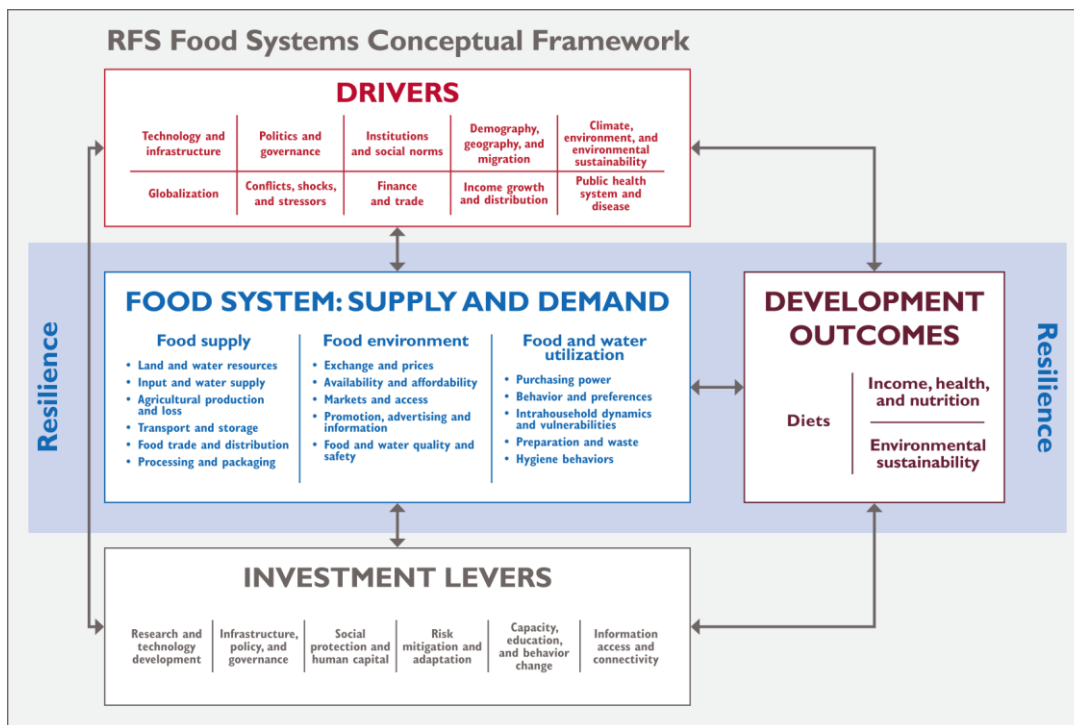 RFS Food Systems Conceptual Framework
DRIVERS
Technology and
infrastructure
Politics and
governance
Institutions
and social norms
Demography,
geography, and
migration
Climate,
environment, and
environmental
sustainability
Globalization
Conflicts, shocks,
and stressors
Finance
and trade
Income growth
and distribution
Public health
system and
disease
Resilience
FOOD SYSTEM: SUPPLY AND DEMAND
Food supply
• Land and water resources
• Input and water supply
• Agricultural production
and loss
• Transport and storage
• Food trade and distribution
• Processing and packaging
Food environment
• Exchange and prices
• Availability and affordability
• Markets and access
• Promotion, advertising and
information
• Food and water quality and
safety
Food and water
utilization
• Purchasing power
• Behavior and preferences
• Intrahousehold dynamics
and vulnerabilities
• Preparation and waste
• Hygiene behaviors
DEVELOPMENT
OUTCOMES
Diets
Income, health,
and nutrition
Environmental
sustainability
Resilience
INVESTMENT LEVERS
Research and
technology
development
Infrastructure,
policy, and
governance
Social
protection and
human capital
Risk
mitigation and
adaptation
Capacity,
education,
and behavior
change
Information
access and
connectivity